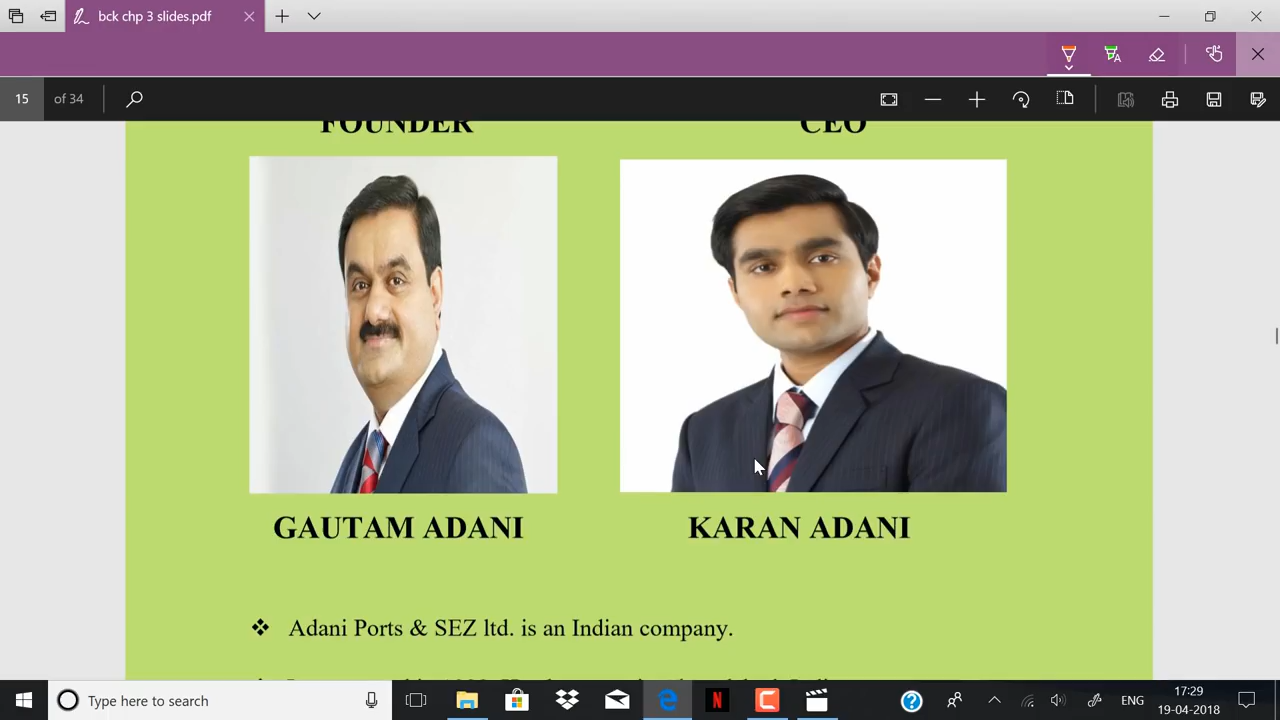 bck chp 3 slides.pdf
15 of 34
FOUNDER CEO
GAUTAM ADANI KARAN ADANI
❖ Adani Ports & SEZ ltd. is an Indian company.
Type here to search
ENG
17:29
19-04-2018